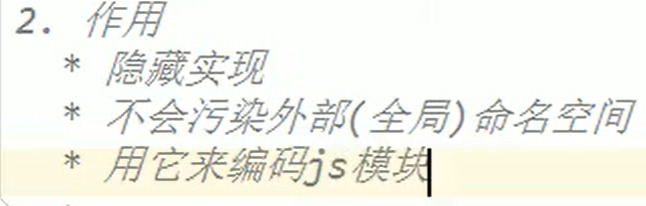 2. 作用
* 隐藏实现
* 不会污染外部(全局)命名空间
* 用它来编码js模块